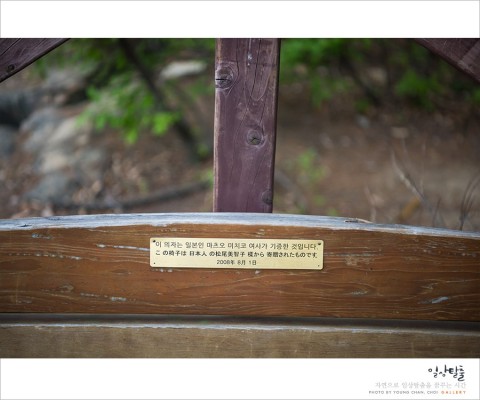 이 의자는 일본인 마츠오 미치코 여사가 기증한 것입니다
この椅子は 日本人 の松尾美智子 様から 寄贈されたものです
2008年 8月 1日
일상탈출
자연으로 일상탈출을 꿈꾸는 시간
PHOTO BY YOUNG CHAN, CHOI GALLERY